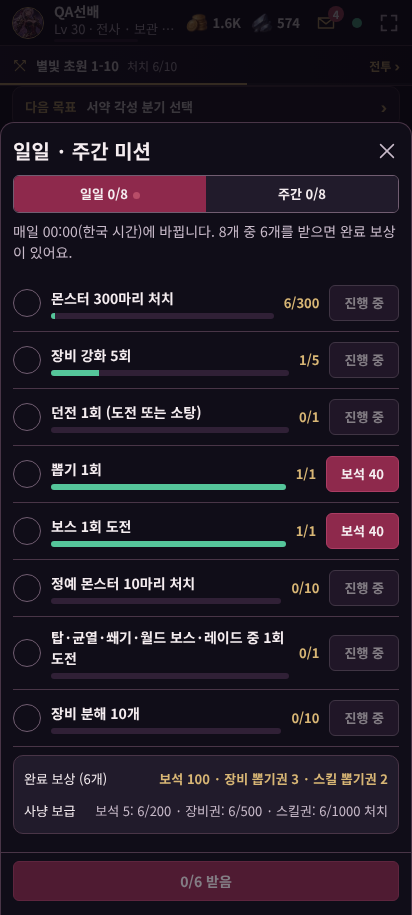 QA선배
Lv 30 · 전사 · 보관 ···
1.6K
574
4
별빛 초원 1-10 처치 6/10
전투 ›
다음 목표 서약 각성 분기 선택 ›
일일 · 주간 미션
일일 0/8
주간 0/8
매일 00:00(한국 시간)에 바뀝니다. 8개 중 6개를 받으면 완료 보상
이 있어요.
몬스터 300마리 처치
6/300
진행 중
장비 강화 5회
1/5
진행 중
던전 1회 (도전 또는 소탕)
0/1
진행 중
뽑기 1회
1/1
보석 40
보스 1회 도전
1/1
보석 40
정예 몬스터 10마리 처치
0/10
진행 중
탑·균열·쐐기·월드 보스·레이드 중 1회
도전
0/1
진행 중
장비 분해 10개
0/10
진행 중
완료 보상 (6개)
보석 100 · 장비 뽑기권 3 · 스킬 뽑기권 2
사냥 보급
보석 5: 6/200 · 장비권: 6/500 · 스킬권: 6/1000 처치
0/6 받음